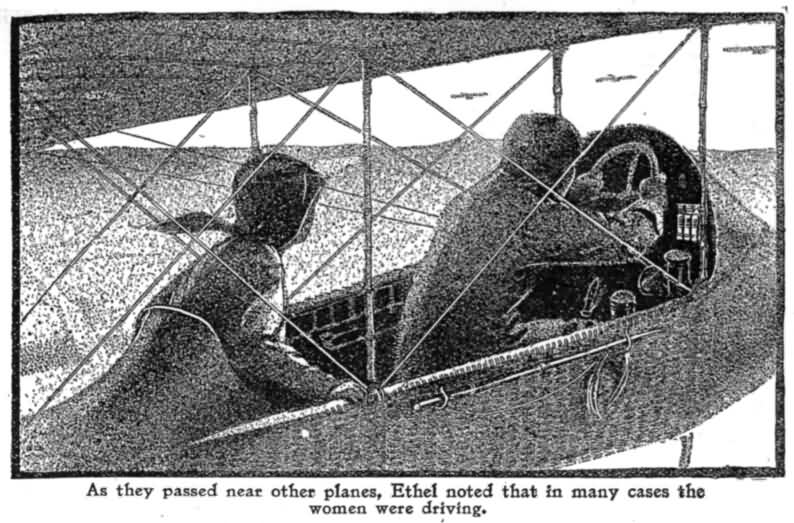 As they passed near other planes, Ethel noted that in many cases the
women were driving.